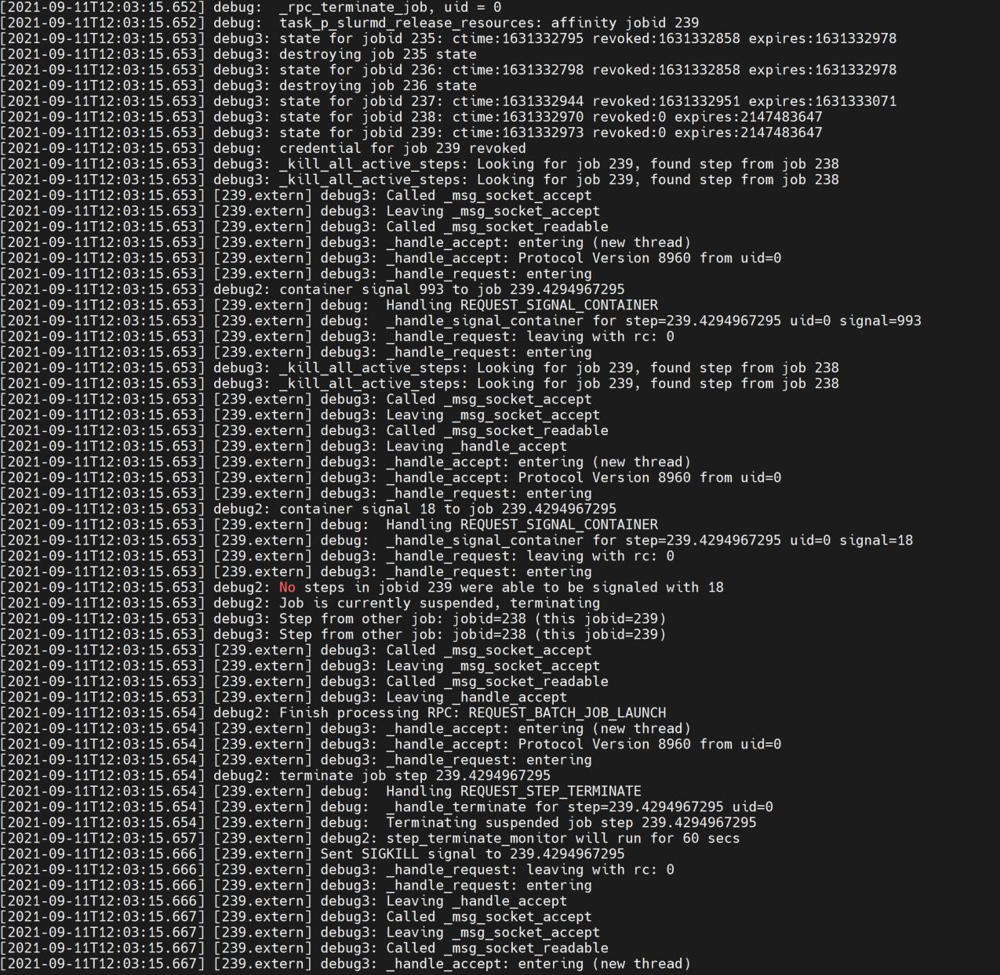 [2021-09-11T12:03:15.652] debug:  _rpc_terminate_job, uid = 0
[2021-09-11T12:03:15.652] debug:  task_p_slurmd_release_resources: affinity jobid 239
[2021-09-11T12:03:15.653] debug3: state for jobid 235: ctime:1631332795 revoked:1631332858 expires:1631332978
[2021-09-11T12:03:15.653] debug3: destroying job 235 state
[2021-09-11T12:03:15.653] debug3: state for jobid 236: ctime:1631332798 revoked:1631332858 expires:1631332978
[2021-09-11T12:03:15.653] debug3: destroying job 236 state
[2021-09-11T12:03:15.653] debug3: state for jobid 237: ctime:1631332944 revoked:1631332951 expires:1631333071
[2021-09-11T12:03:15.653] debug3: state for jobid 238: ctime:1631332970 revoked:0 expires:2147483647
[2021-09-11T12:03:15.653] debug3: state for jobid 239: ctime:1631332973 revoked:0 expires:2147483647
[2021-09-11T12:03:15.653] debug:  credential for job 239 revoked
[2021-09-11T12:03:15.653] debug3: _kill_all_active_steps: Looking for job 239, found step from job 238
[2021-09-11T12:03:15.653] debug3: _kill_all_active_steps: Looking for job 239, found step from job 238
[2021-09-11T12:03:15.653] [239.extern] debug3: Called _msg_socket_accept
[2021-09-11T12:03:15.653] [239.extern] debug3: Leaving _msg_socket_accept
[2021-09-11T12:03:15.653] [239.extern] debug3: Called _msg_socket_readable
[2021-09-11T12:03:15.653] [239.extern] debug3: _handle_accept: entering (new thread)
[2021-09-11T12:03:15.653] [239.extern] debug3: _handle_accept: Protocol Version 8960 from uid=0
[2021-09-11T12:03:15.653] [239.extern] debug3: _handle_request: entering
[2021-09-11T12:03:15.653] debug2: container signal 993 to job 239.4294967295
[2021-09-11T12:03:15.653] [239.extern] debug:  Handling REQUEST_SIGNAL_CONTAINER
[2021-09-11T12:03:15.653] [239.extern] debug:  _handle_signal_container for step=239.4294967295 uid=0 signal=993
[2021-09-11T12:03:15.653] [239.extern] debug3: _handle_request: leaving with rc: 0
[2021-09-11T12:03:15.653] [239.extern] debug3: _handle_request: entering
[2021-09-11T12:03:15.653] debug3: _kill_all_active_steps: Looking for job 239, found step from job 238
[2021-09-11T12:03:15.653] debug3: _kill_all_active_steps: Looking for job 239, found step from job 238
[2021-09-11T12:03:15.653] [239.extern] debug3: Called _msg_socket_accept
[2021-09-11T12:03:15.653] [239.extern] debug3: Leaving _msg_socket_accept
[2021-09-11T12:03:15.653] [239.extern] debug3: Called _msg_socket_readable
[2021-09-11T12:03:15.653] [239.extern] debug3: Leaving _handle_accept
[2021-09-11T12:03:15.653] [239.extern] debug3: _handle_accept: entering (new thread)
[2021-09-11T12:03:15.653] [239.extern] debug3: _handle_accept: Protocol Version 8960 from uid=0
[2021-09-11T12:03:15.653] [239.extern] debug3: _handle_request: entering
[2021-09-11T12:03:15.653] debug2: container signal 18 to job 239.4294967295
[2021-09-11T12:03:15.653] [239.extern] debug:  Handling REQUEST_SIGNAL_CONTAINER
[2021-09-11T12:03:15.653] [239.extern] debug:  _handle_signal_container for step=239.4294967295 uid=0 signal=18
[2021-09-11T12:03:15.653] [239.extern] debug3: _handle_request: leaving with rc: 0
[2021-09-11T12:03:15.653] [239.extern] debug3: _handle_request: entering
[2021-09-11T12:03:15.653] debug2: No steps in jobid 239 were able to be signaled with 18
[2021-09-11T12:03:15.653] debug2: Job is currently suspended, terminating
[2021-09-11T12:03:15.653] debug3: Step from other job: jobid=238 (this jobid=239)
[2021-09-11T12:03:15.653] debug3: Step from other job: jobid=238 (this jobid=239)
[2021-09-11T12:03:15.653] [239.extern] debug3: Called _msg_socket_accept
[2021-09-11T12:03:15.653] [239.extern] debug3: Leaving _msg_socket_accept
[2021-09-11T12:03:15.653] [239.extern] debug3: Called _msg_socket_readable
[2021-09-11T12:03:15.653] [239.extern] debug3: Leaving _handle_accept
[2021-09-11T12:03:15.654] debug2: Finish processing RPC: REQUEST_BATCH_JOB_LAUNCH
[2021-09-11T12:03:15.654] [239.extern] debug3: _handle_accept: entering (new thread)
[2021-09-11T12:03:15.654] [239.extern] debug3: _handle_accept: Protocol Version 8960 from uid=0
[2021-09-11T12:03:15.654] [239.extern] debug3: _handle_request: entering
[2021-09-11T12:03:15.654] debug2: terminate job step 239.4294967295
[2021-09-11T12:03:15.654] [239.extern] debug:  Handling REQUEST_STEP_TERMINATE
[2021-09-11T12:03:15.654] [239.extern] debug:  _handle_terminate for step=239.4294967295 uid=0
[2021-09-11T12:03:15.654] [239.extern] debug:  Terminating suspended job step 239.4294967295
[2021-09-11T12:03:15.657] [239.extern] debug2: step_terminate_monitor will run for 60 secs
[2021-09-11T12:03:15.666] [239.extern] Sent SIGKILL signal to 239.4294967295
[2021-09-11T12:03:15.666] [239.extern] debug3: _handle_request: leaving with rc: 0
[2021-09-11T12:03:15.666] [239.extern] debug3: _handle_request: entering
[2021-09-11T12:03:15.666] [239.extern] debug3: Leaving _handle_accept
[2021-09-11T12:03:15.667] [239.extern] debug3: Called _msg_socket_accept
[2021-09-11T12:03:15.667] [239.extern] debug3: Leaving _msg_socket_accept
[2021-09-11T12:03:15.667] [239.extern] debug3: Called _msg_socket_readable
[2021-09-11T12:03:15.667] [239.extern] debug3: _handle_accept: entering (new thread)